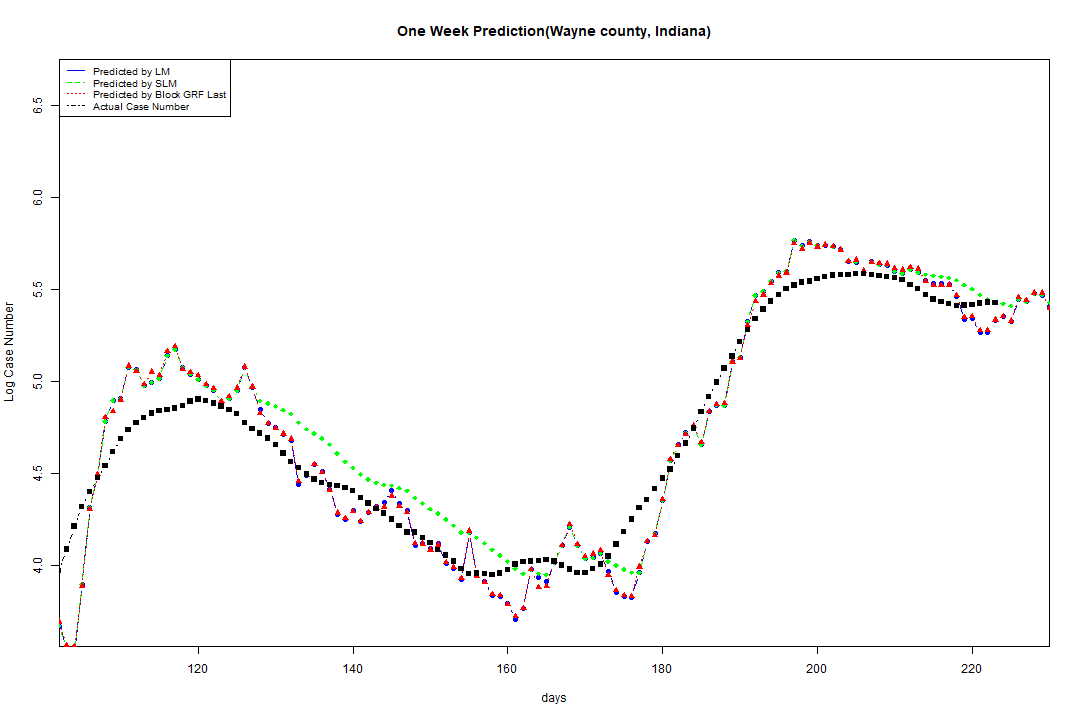 One Week Prediction(Wayne county, Indiana)
Predicted by LM
Predicted by SLM
Predicted by Block GRF Last
Actual Case Number
6.5
6.0
5.5
5.0
4.5
4.0
Log Case Number
120 140 160 180 200 220
days